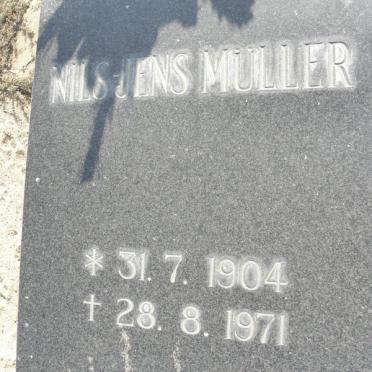 NILS JENS MULLER
* 31. 7. 1904
† 28. 8. 1971